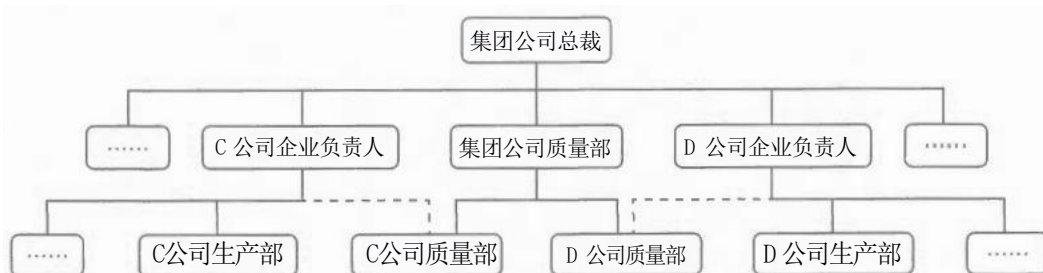 集团公司总裁
······
C 公司企业负责人
集团公司质量部
D 公司企业负责人
······
······
C公司生产部
C公司质量部
D 公司质量部
D 公司生产部
······